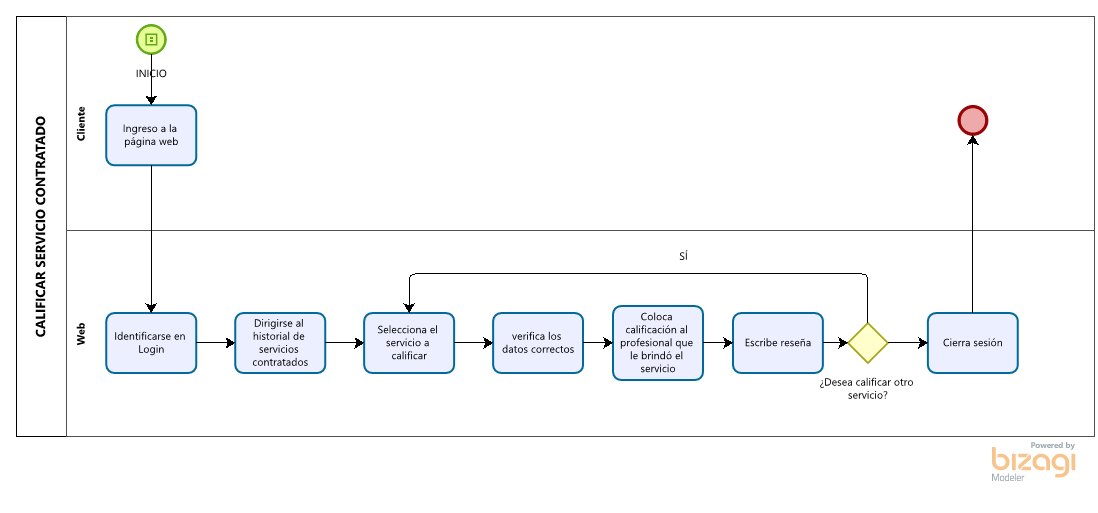 CALIFICAR SERVICIO CONTRATADO
Cliente
INICIO
Ingreso a la
página web
Web
SÍ
Identificarse en
Login
Dirigirse al
historial de
servicios
contratados
Selecciona el
servicio a
calificar
verifica los
datos correctos
Coloca
calificación al
profesional que
le brindó el
servicio
Escribe reseña
¿Desea calificar otro
servicio?
Cierra sesión
Powered by
bizagi
Modeler